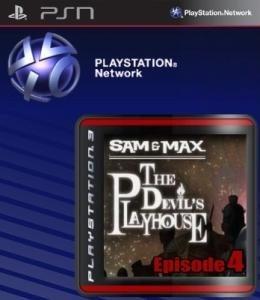 PSN
PlayStation®Network
PLAYSTATION®
Network
PLAYSTATION 3
SAM & MAX
THE
DEVIL'S
PLAYHOUSE
Episode 4